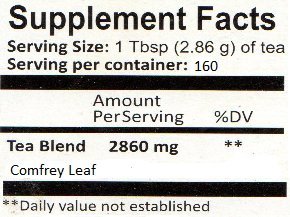 Supplement Facts
Serving Size: 1 Tbsp (2.86 g) of tea
Serving per container: 160
Amount
PerServing %DV
Tea Blend 2860 mg **
Comfrey Leaf
**Daily value not established